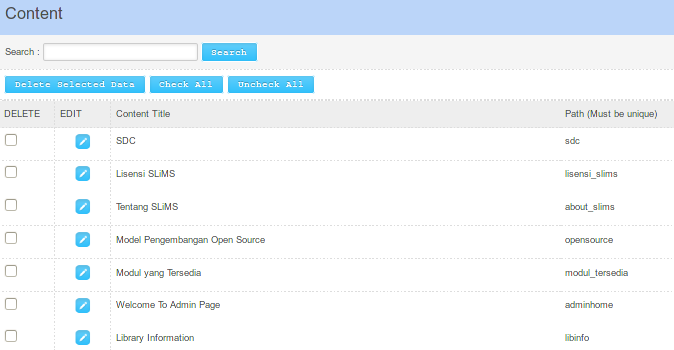 Content
Search : Search
Delete Selected Data Check All Uncheck All
DELETE EDIT Content Title Path (Must be unique)
SDC sdc
Lisensi SLiMS lisensi_slims
Tentang SLiMS about_slims
Model Pengembangan Open Source opensource
Modul yang Tersedia modul_tersedia
Welcome To Admin Page adminhome
Library Information libinfo